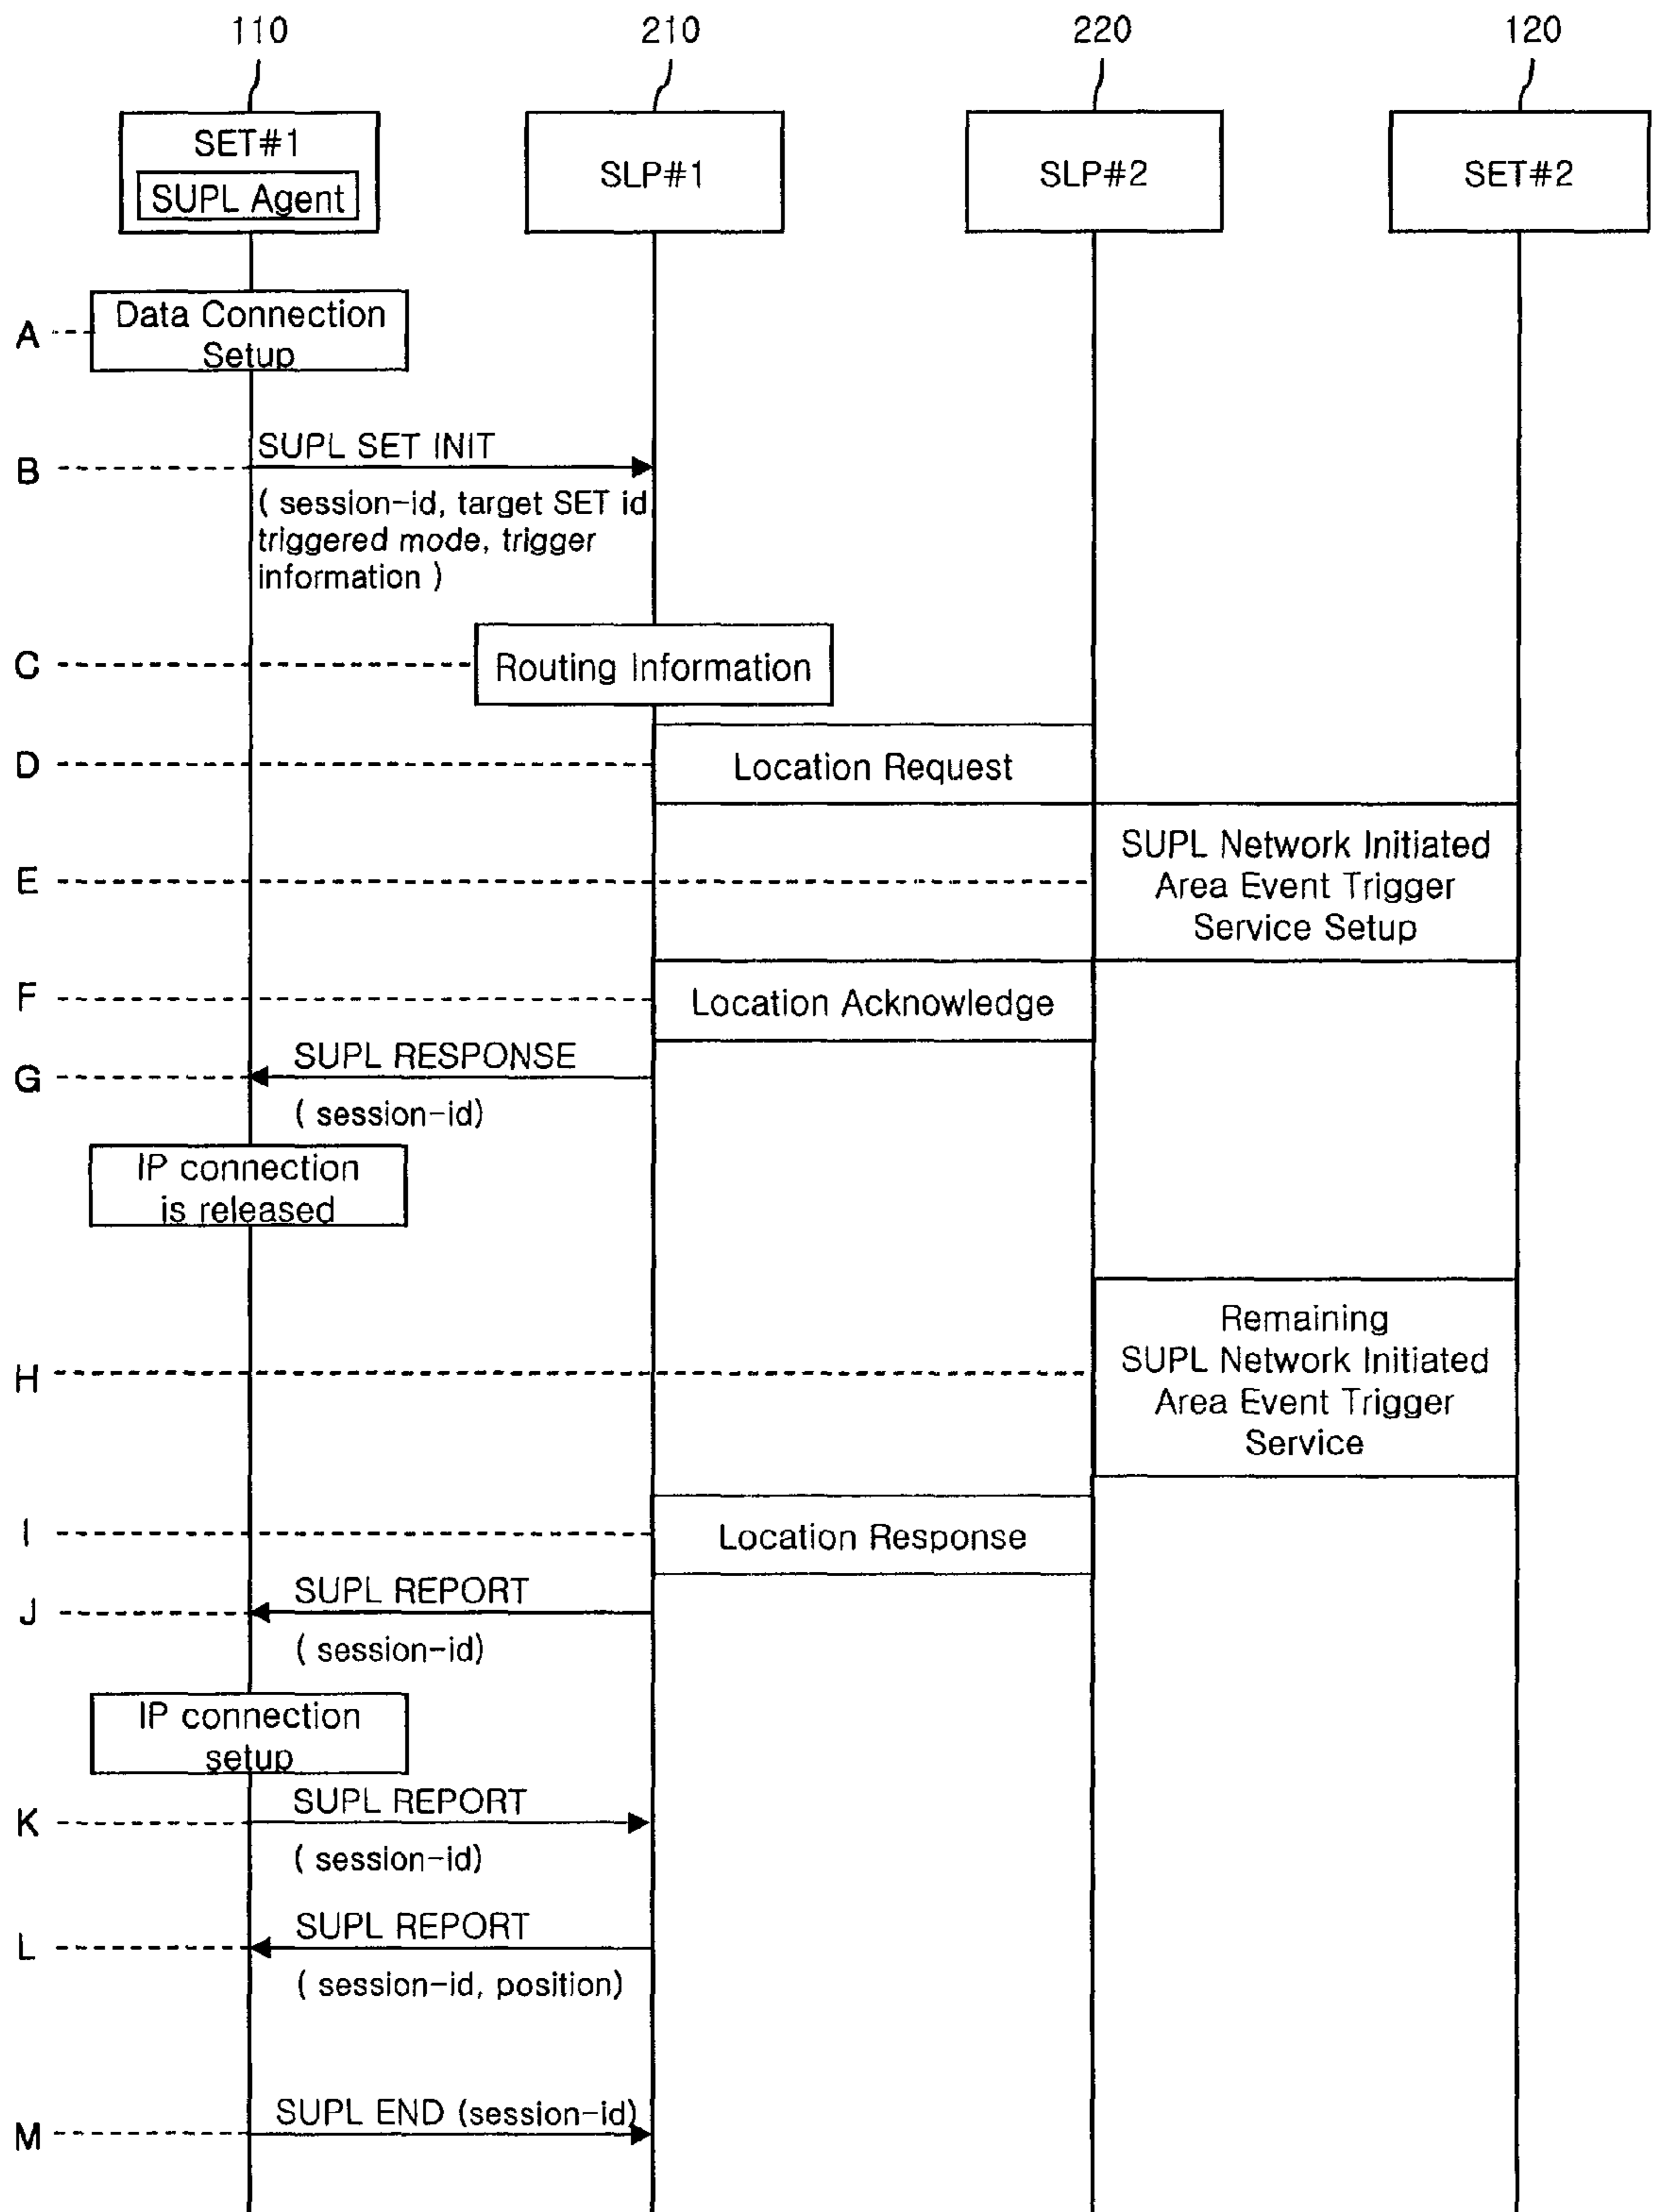 110
210
220
120
SET#1
SUPL Agent
SLP#1
SLP#2
SET#2
A
Data Connection
Setup
B
SUPL SET INIT
( session-id, target SET id
triggered mode, trigger
information )
C
Routing Information
D
Location Request
E
SUPL Network Initiated
Area Event Trigger
Service Setup
F
Location Acknowledge
G
SUPL RESPONSE
( session-id)
IP connection
is released
H
Remaining
SUPL Network Initiated
Area Event Trigger
Service
I
Location Response
J
SUPL REPORT
( session-id)
IP connection
setup
K
SUPL REPORT
( session-id)
L
SUPL REPORT
( session-id, position)
M
SUPL END (session-id)